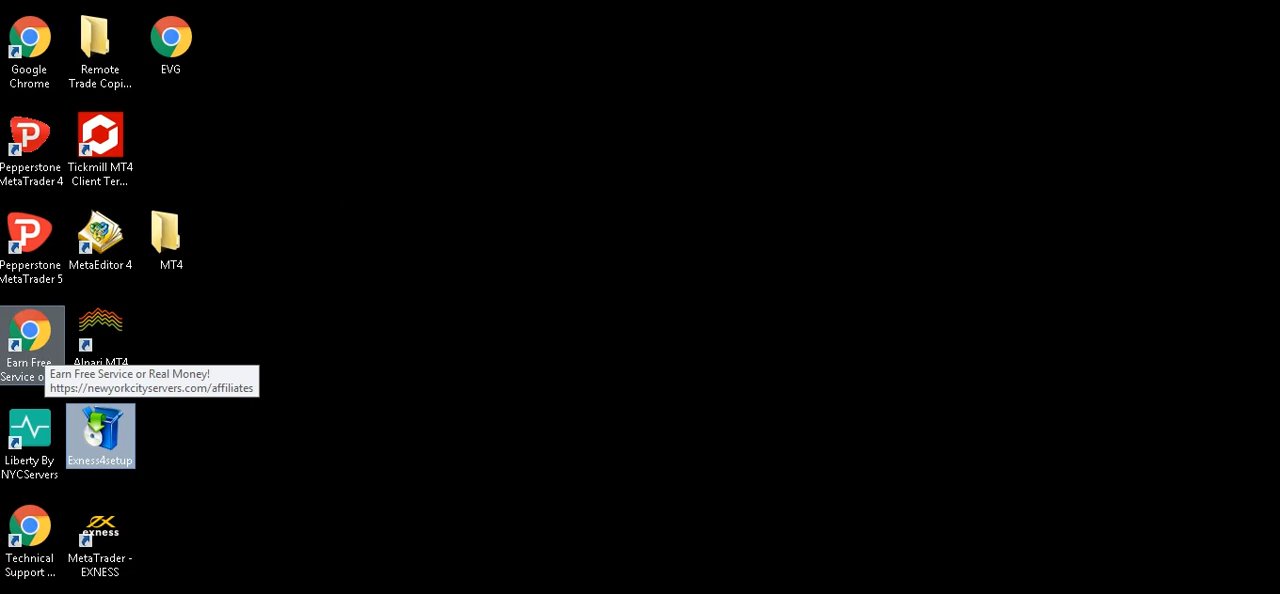 Google
Chrome
Remote
Trade Copi...
EVG
Pepperstone
MetaTrader 4
Tickmill MT4
Client Ter...
Pepperstone
MetaTrader 5
MetaEditor 4
MT4
Earn Free
Service o
Alpari MT4
Earn Free Service or Real Money!
https://newyorkcityservers.com/affiliates
Liberty By
NYCServers
Exness4setup
Technical
Support ...
exness
MetaTrader -
EXNESS